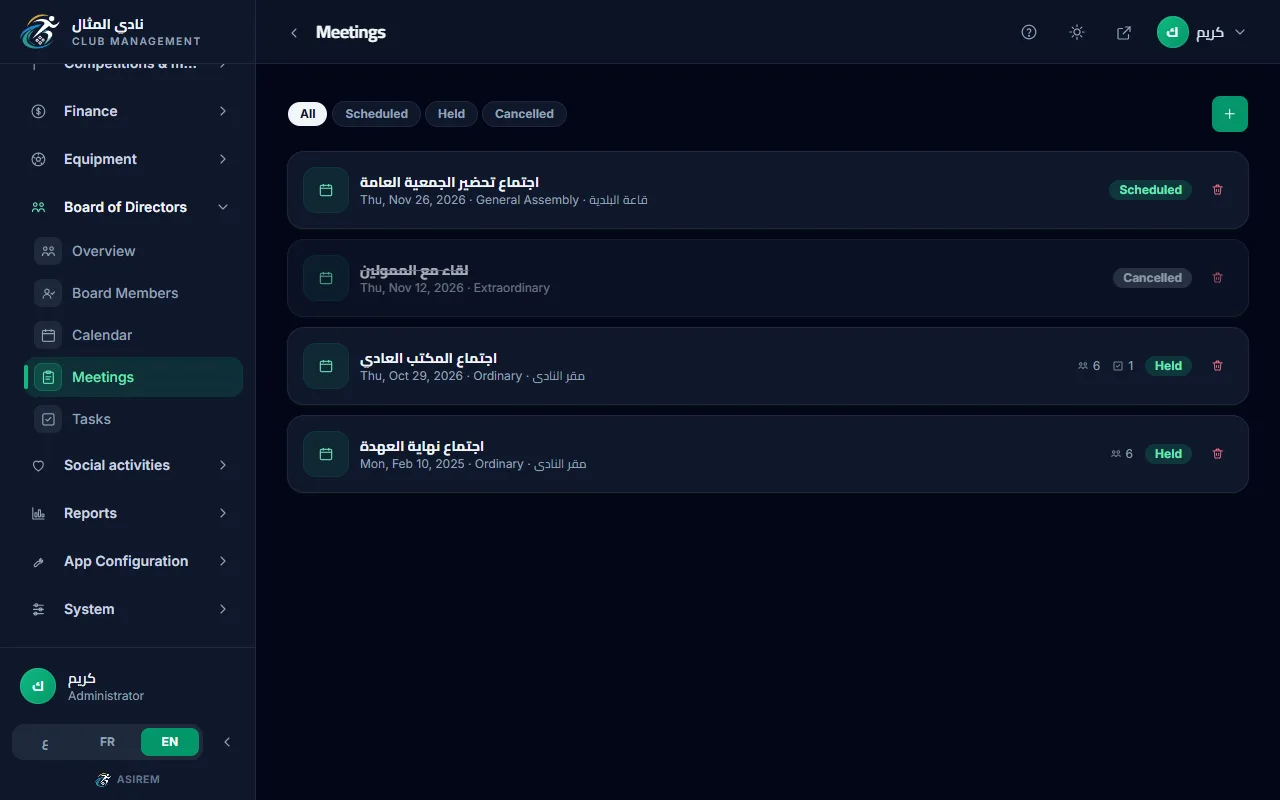 نادي المثال
CLUB MANAGEMENT
Competitions & m...
Finance
Equipment
Board of Directors
Overview
Board Members
Calendar
Meetings
Tasks
Social activities
Reports
App Configuration
System
كريم
Administrator
ع
FR
EN
ASIREM
Meetings
ك
كريم
All
Scheduled
Held
Cancelled
اجتماع تحضير الجمعية العامة
Thu, Nov 26, 2026 · General Assembly · قاعة البلدية
Scheduled
لقاء مع الممولين
Thu, Nov 12, 2026 · Extraordinary
Cancelled
اجتماع المكتب العادي
Thu, Oct 29, 2026 · Ordinary · مقر النادي
6
1
Held
اجتماع نهاية العهدة
Mon, Feb 10, 2025 · Ordinary · مقر النادي
6
Held